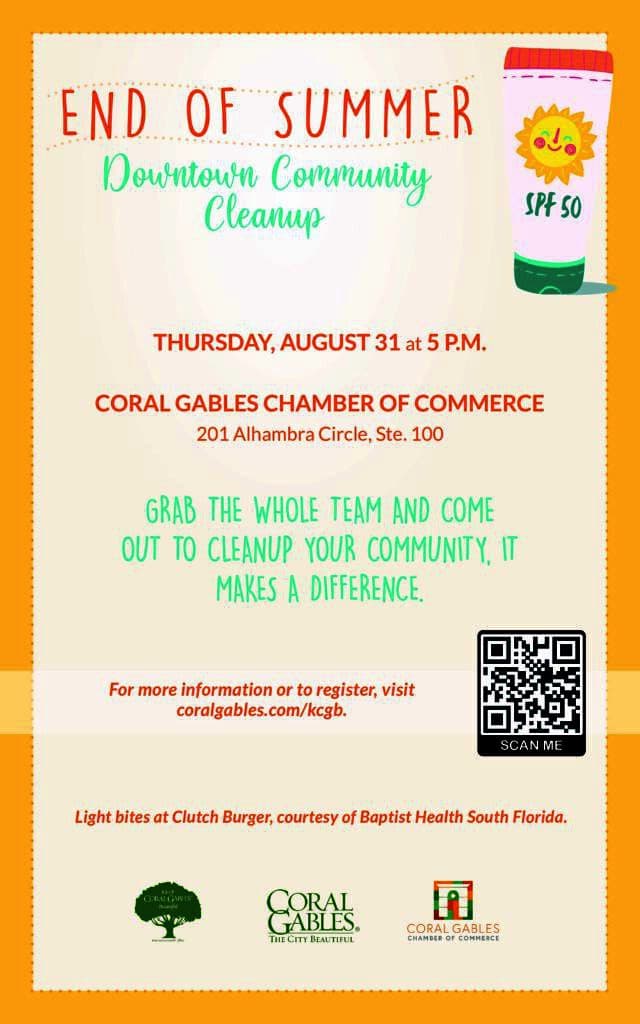 END OF SUMMER
Downtown Community
Cleanup
SPF 50
THURSDAY, AUGUST 31 at 5 P.M.
CORAL GABLES CHAMBER OF COMMERCE
201 Alhambra Circle, Ste. 100
GRAB THE WHOLE TEAM AND COME
OUT TO CLEANUP YOUR COMMUNITY, IT
MAKES A DIFFERENCE.
For more information or to register, visit
coralgables.com/kcgb.
SCAN ME
Light bites at Clutch Burger, courtesy of Baptist Health South Florida.
CORAL GABLES
CORAL
GABLES®
THE CITY BEAUTIFUL
CORAL GABLES
CHAMBER OF COMMERCE